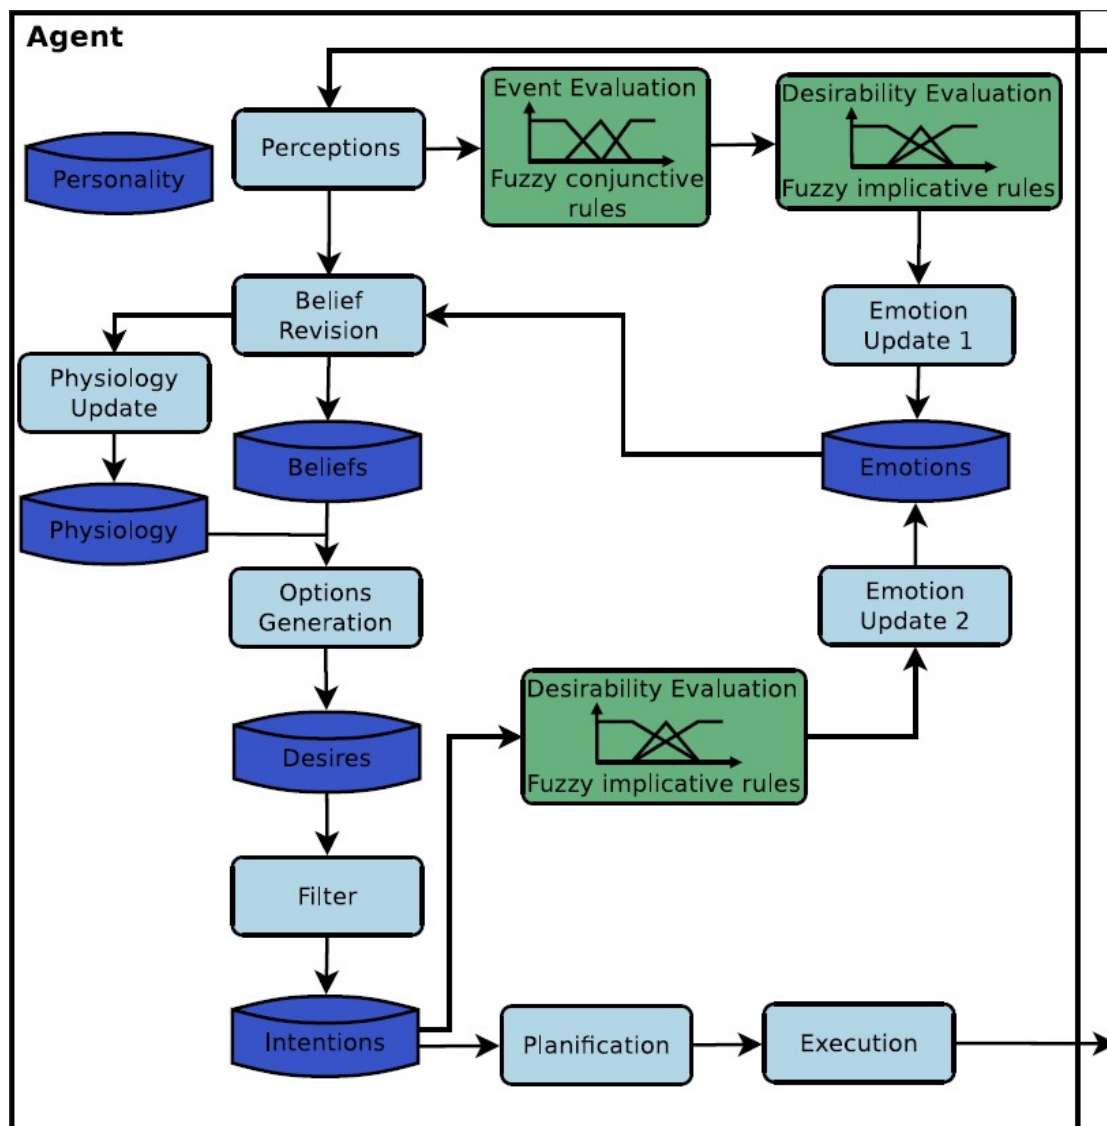 Agent
Event Evaluation
Desirability Evaluation
Perceptions
Personality
Fuzzy conjunctive
rules
Fuzzy implicative rules
Belief
Revision
Emotion
Update 1
Physiology
Update
Beliefs
Emotions
Physiology
Options
Generation
Emotion
Update 2
Desirability Evaluation
Desires
Fuzzy implicative rules
Filter
Intentions
Planification
Execution